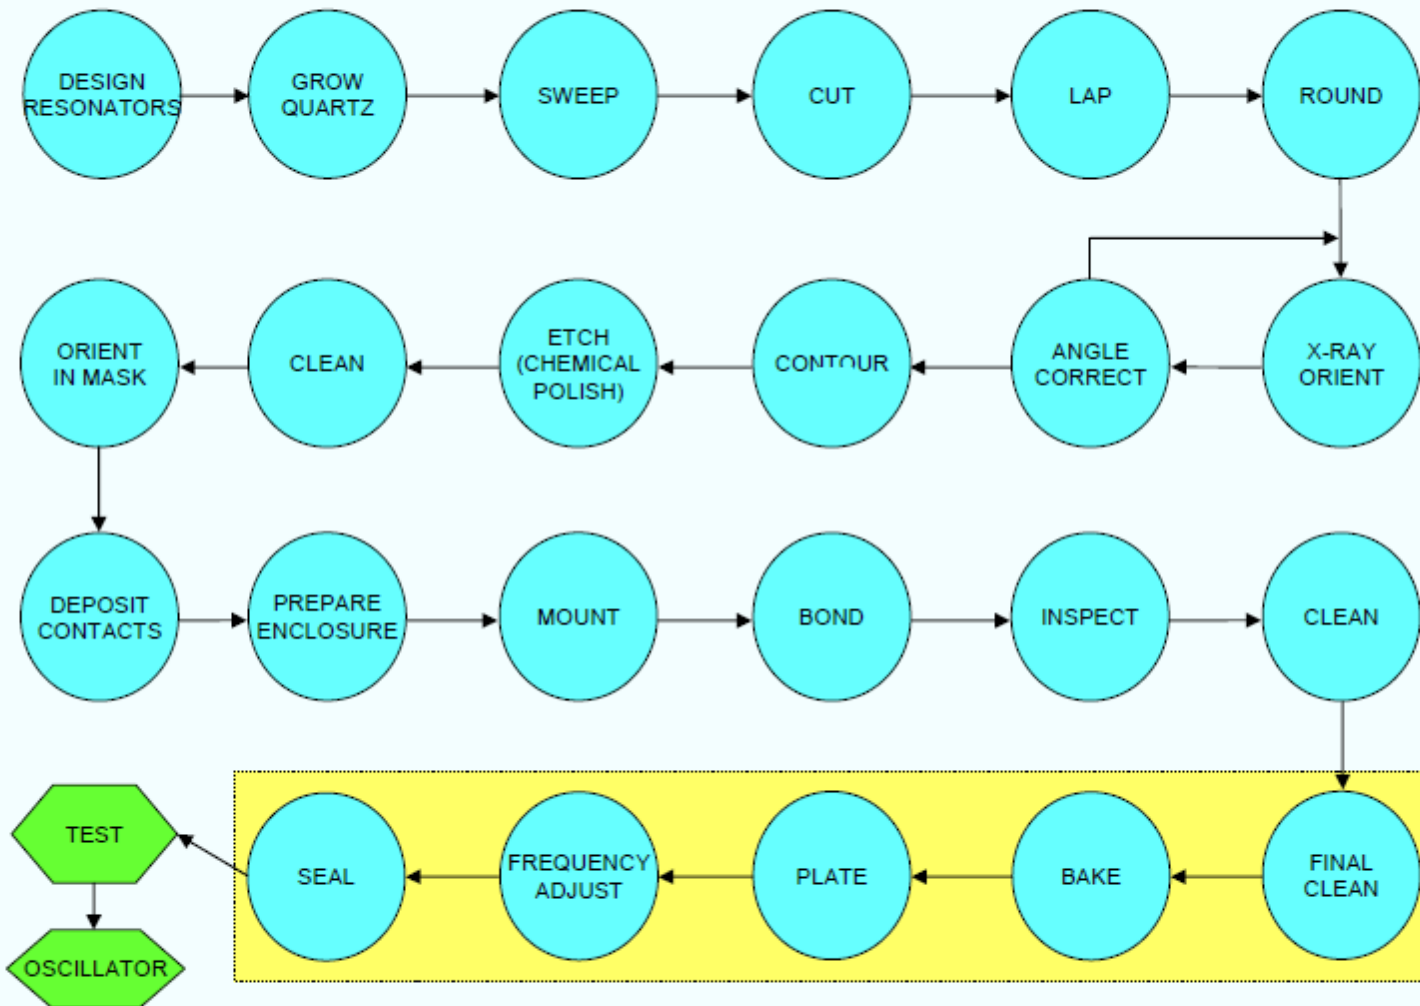 DESIGN
RESONATORS
GROW
QUARTZ
SWEEP
CUT
LAP
ROUND
ORIENT
IN MASK
CLEAN
ETCH
(CHEMICAL
POLISH)
CONTOUR
ANGLE
CORRECT
X-RAY
ORIENT
DEPOSIT
CONTACTS
PREPARE
ENCLOSURE
MOUNT
BOND
INSPECT
CLEAN
TEST
SEAL
FREQUENCY
ADJUST
PLATE
BAKE
FINAL
CLEAN
OSCILLATOR